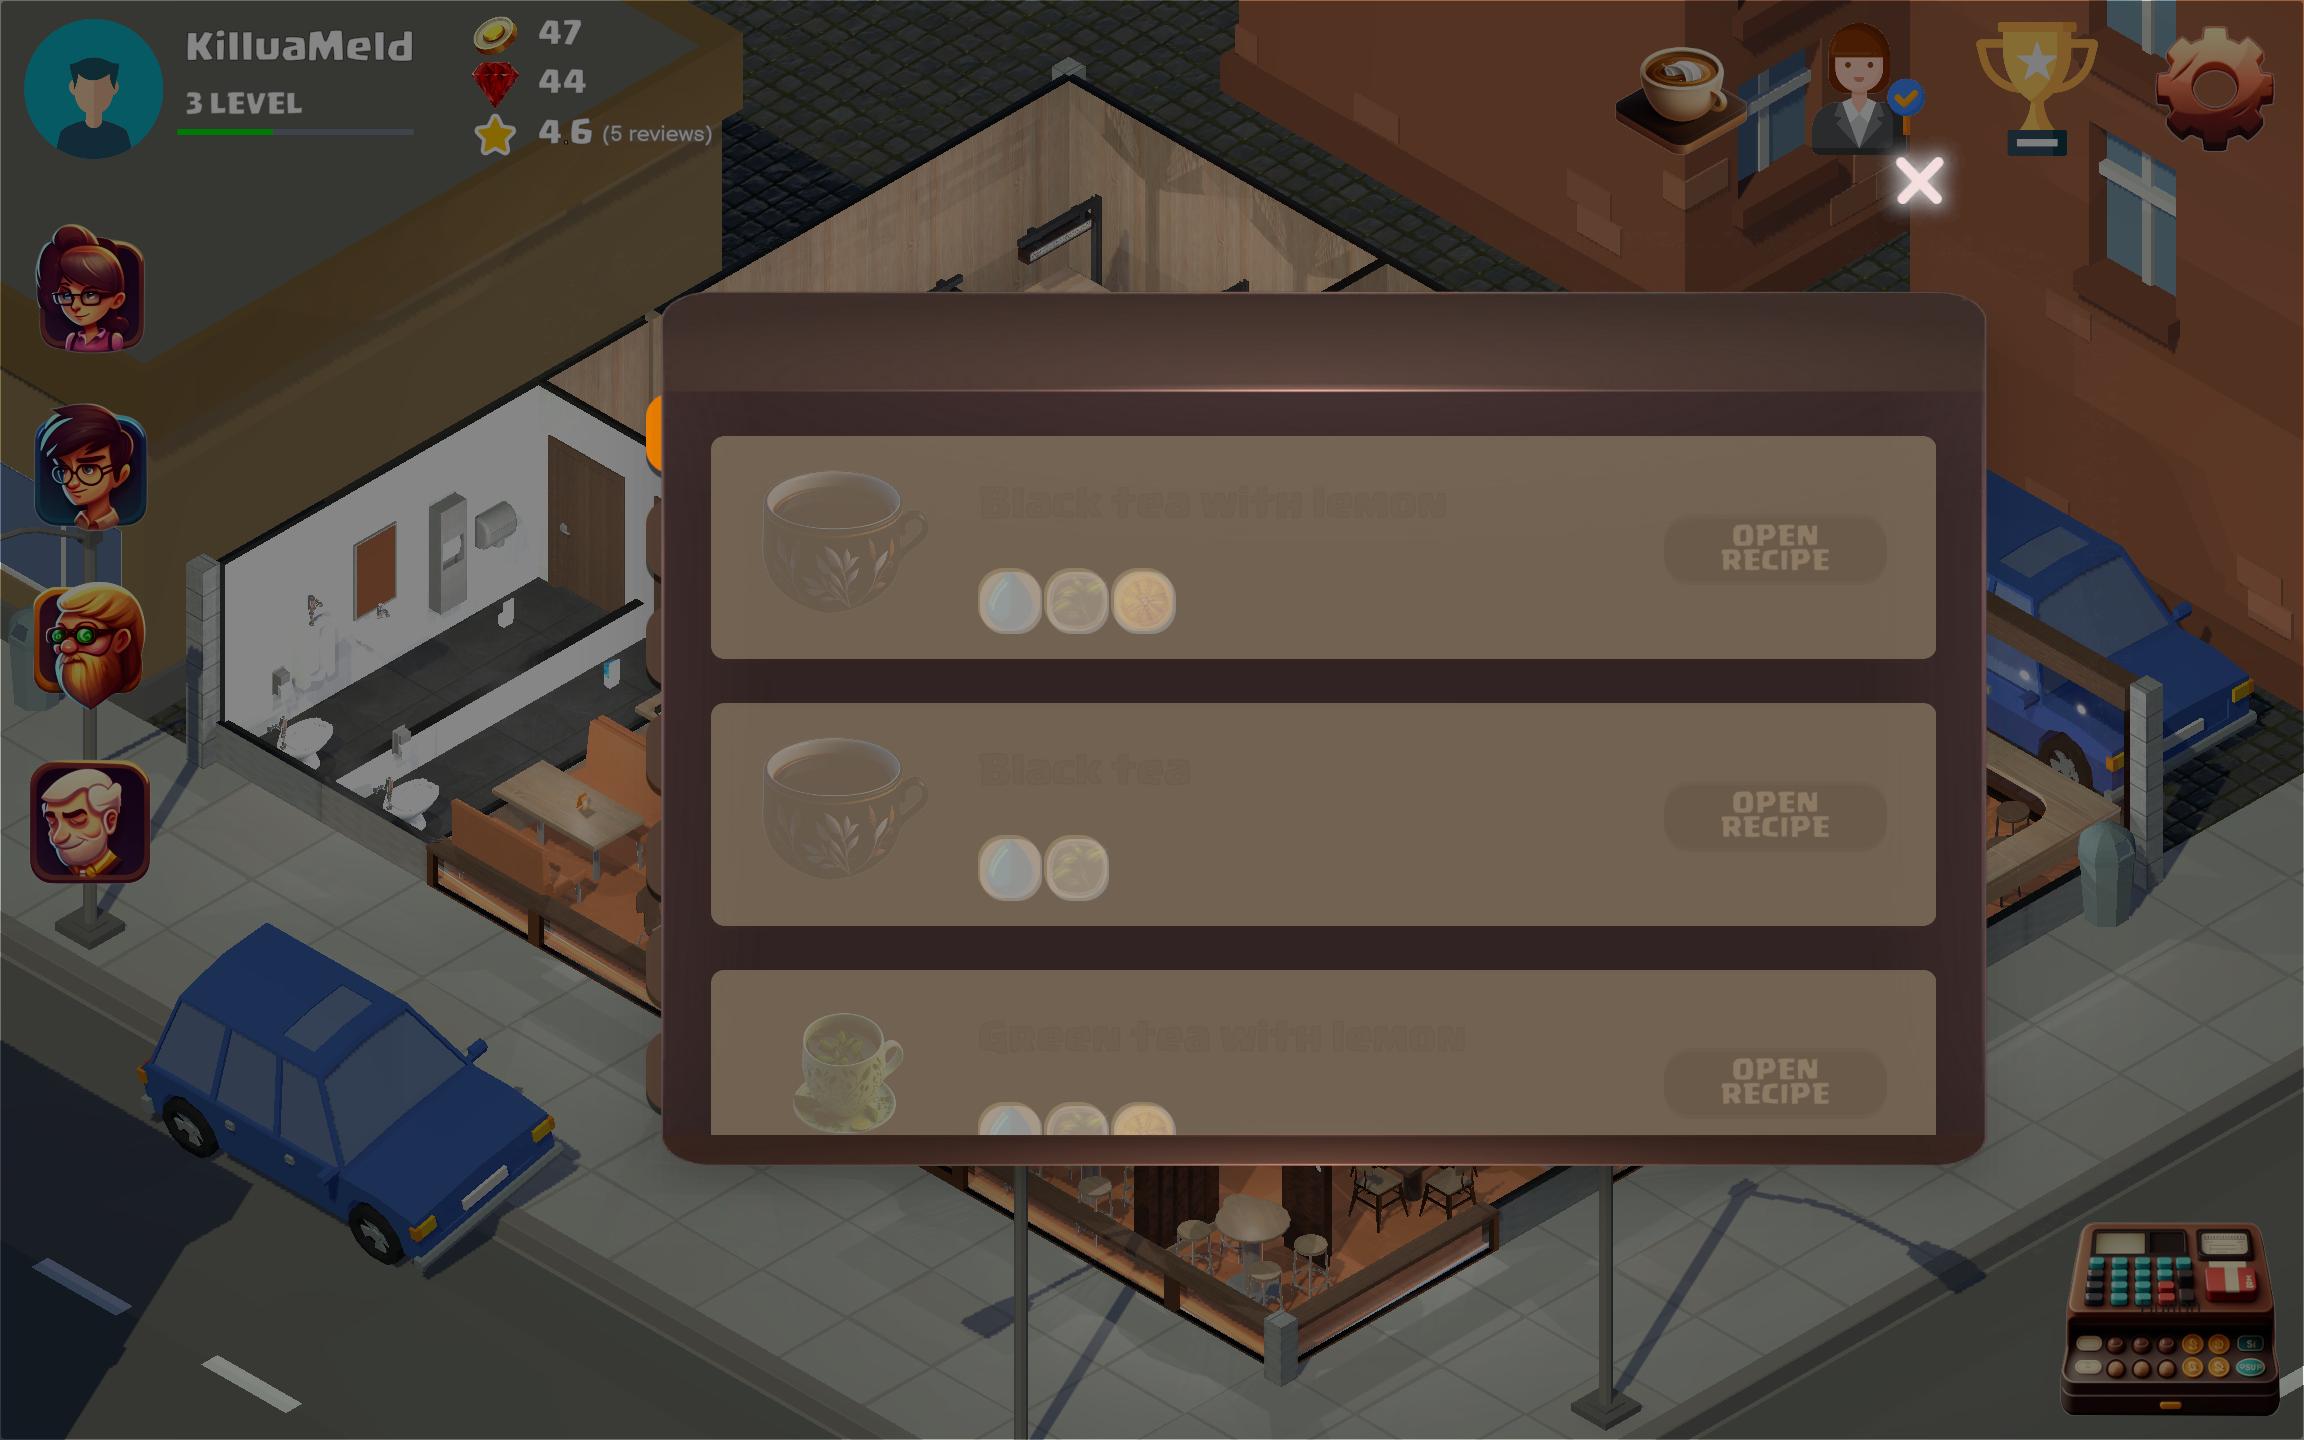 KilluaMeld
3 LEVEL
47
44
4.6 (5 reviews)
Black tea with lemon
OPEN
RECIPE
Black tea
OPEN
RECIPE
Green tea with lemon
OPEN
RECIPE